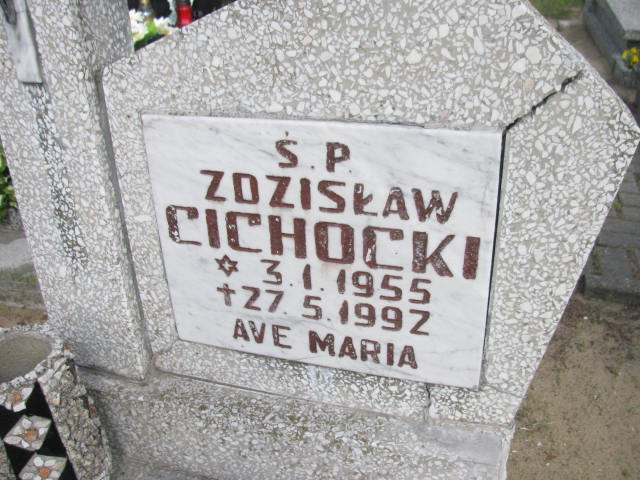 Ś.P.
ZDZISŁAW
CICHOCKI
✡ 3.1.1955
✝ 27.5.1992
AVE MARIA